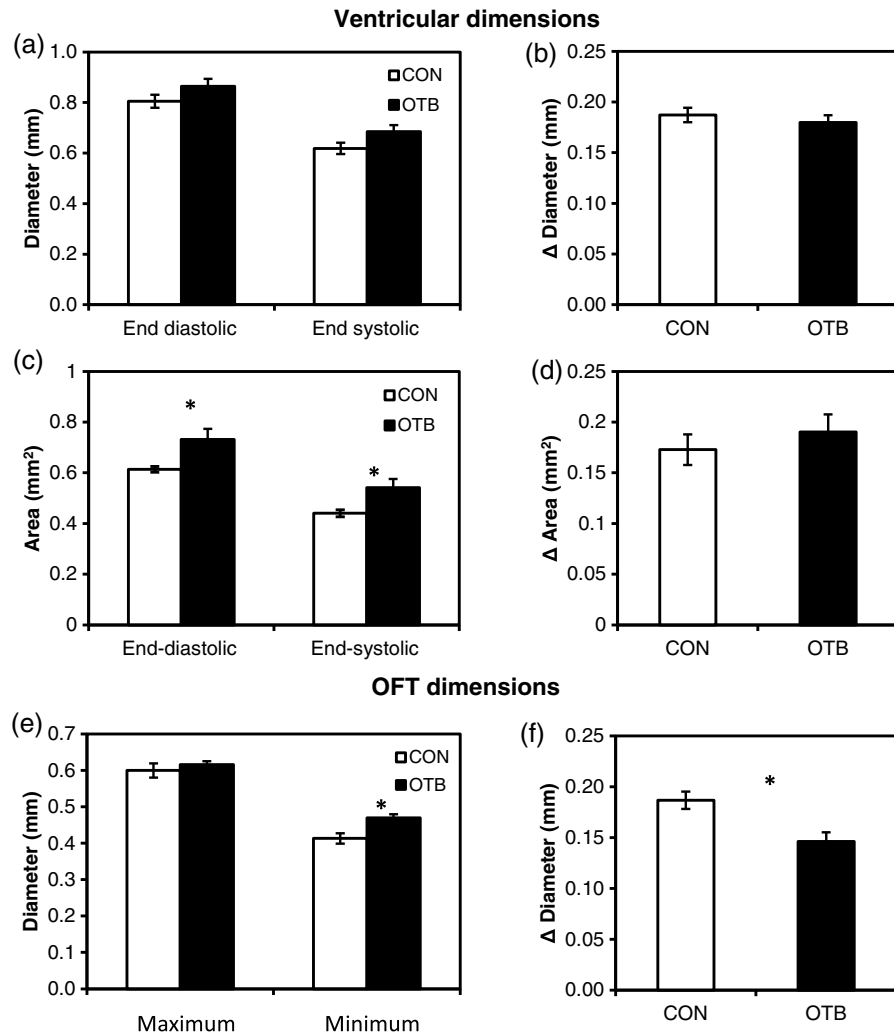 Ventricular dimensions
(a)
1.0
0.8
0.6
0.4
0.2
0.0
Diameter (mm)
CON
OTB
End diastolic
End systolic
(b)
0.25
0.20
0.15
0.10
0.05
0.00
Δ Diameter (mm)
CON
OTB
(c)
1
0.8
0.6
0.4
0.2
0
Area (mm²)
*
*
CON
OTB
End-diastolic
End-systolic
(d)
0.25
0.2
0.15
0.1
0.05
0
Δ Area (mm²)
CON
OTB
OFT dimensions
(e)
0.7
0.6
0.5
0.4
0.3
0.2
0.1
0.0
Diameter (mm)
CON
OTB
*
Maximum
Minimum
(f)
0.25
0.20
0.15
0.10
0.05
0.00
Δ Diameter (mm)
*
CON
OTB